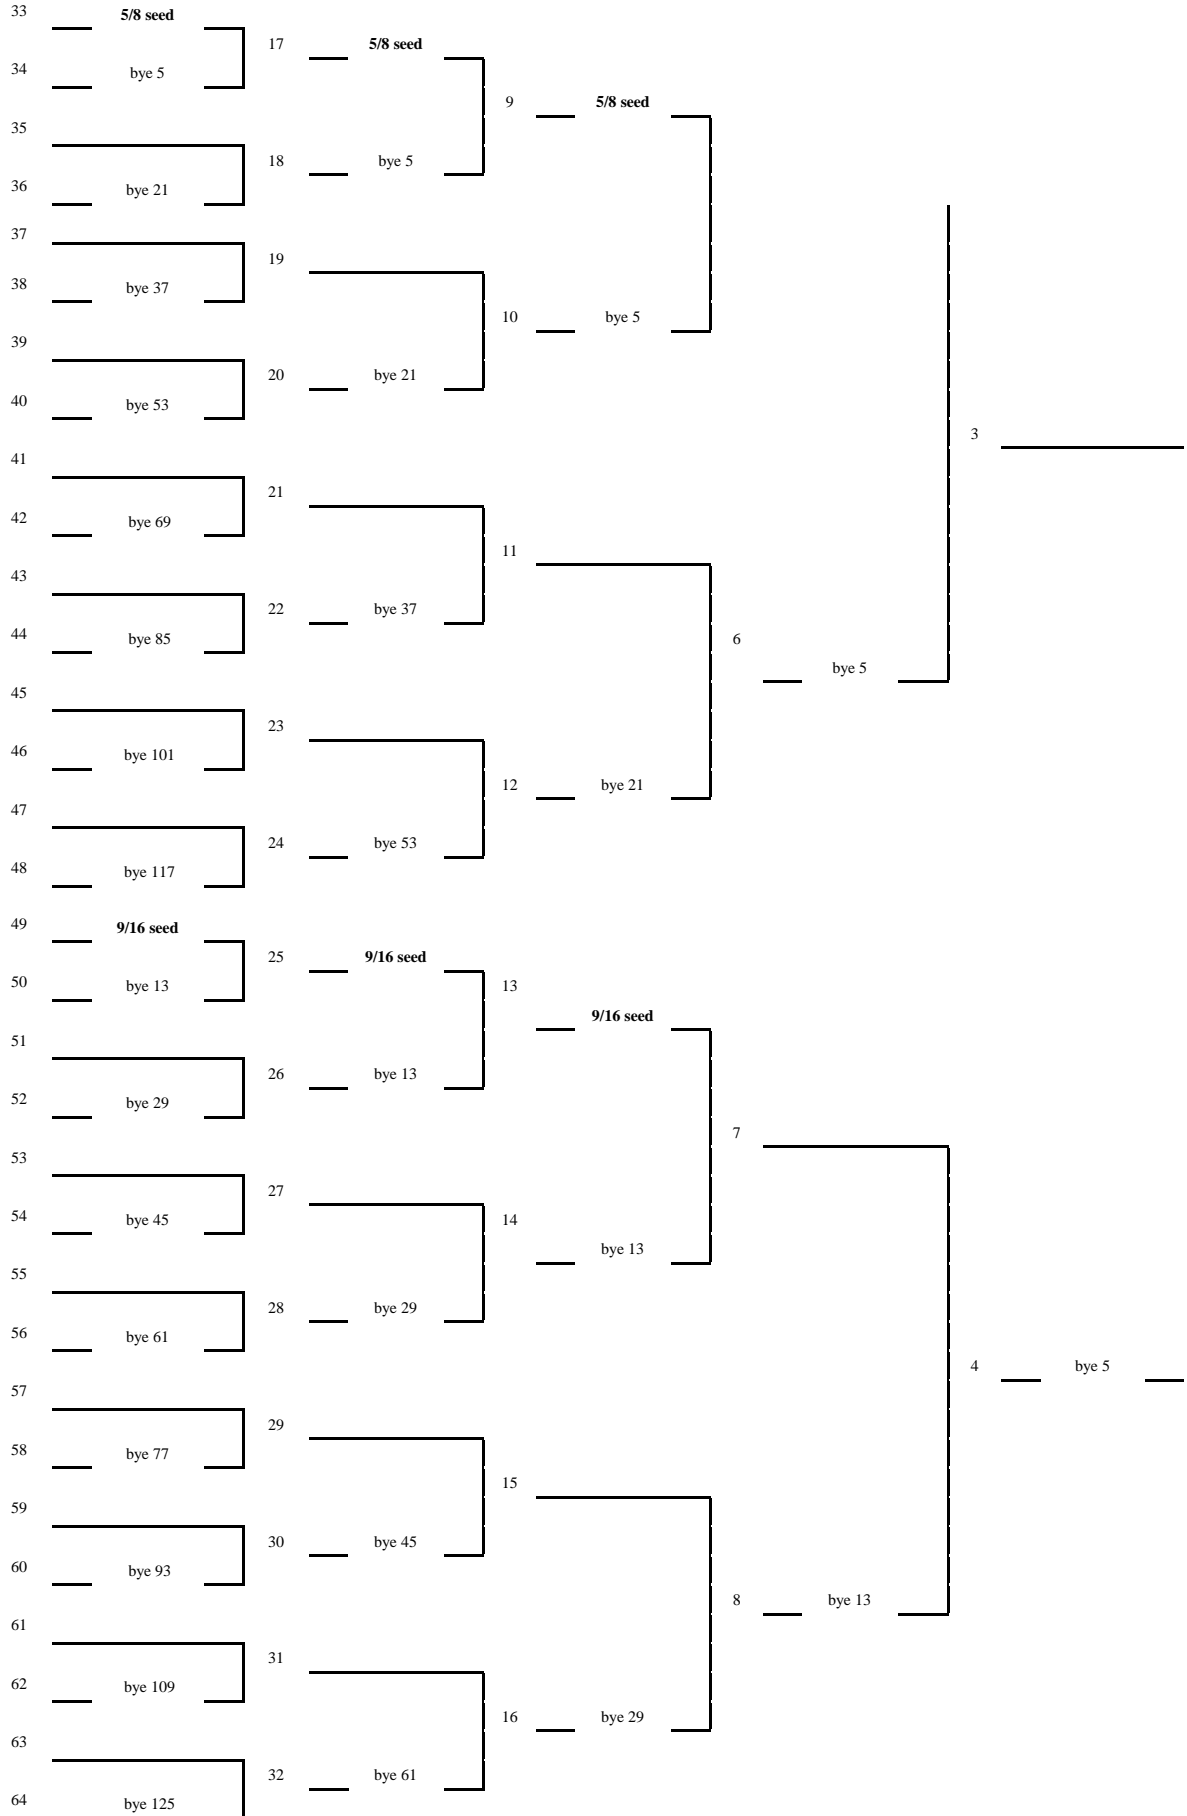 33 5/8 seed
17 5/8 seed
34 bye 5
9 5/8 seed
35
18 bye 5
36 bye 21
37
19
38 bye 37
10 bye 5
39
20 bye 21
40 bye 53
3
41
21
42 bye 69
11
43
22 bye 37
44 bye 85
6 bye 5
45
23
46 bye 101
12 bye 21
47
24 bye 53
48 bye 117
49 9/16 seed
25 9/16 seed
50 bye 13
13 9/16 seed
51
26 bye 13
52 bye 29
7
53
27
54 bye 45
14 bye 13
55
28 bye 29
56 bye 61
4 bye 5
57
29
58 bye 77
15
59
30 bye 45
60 bye 93
8 bye 13
61
31
62 bye 109
16 bye 29
63
32 bye 61
64 bye 125